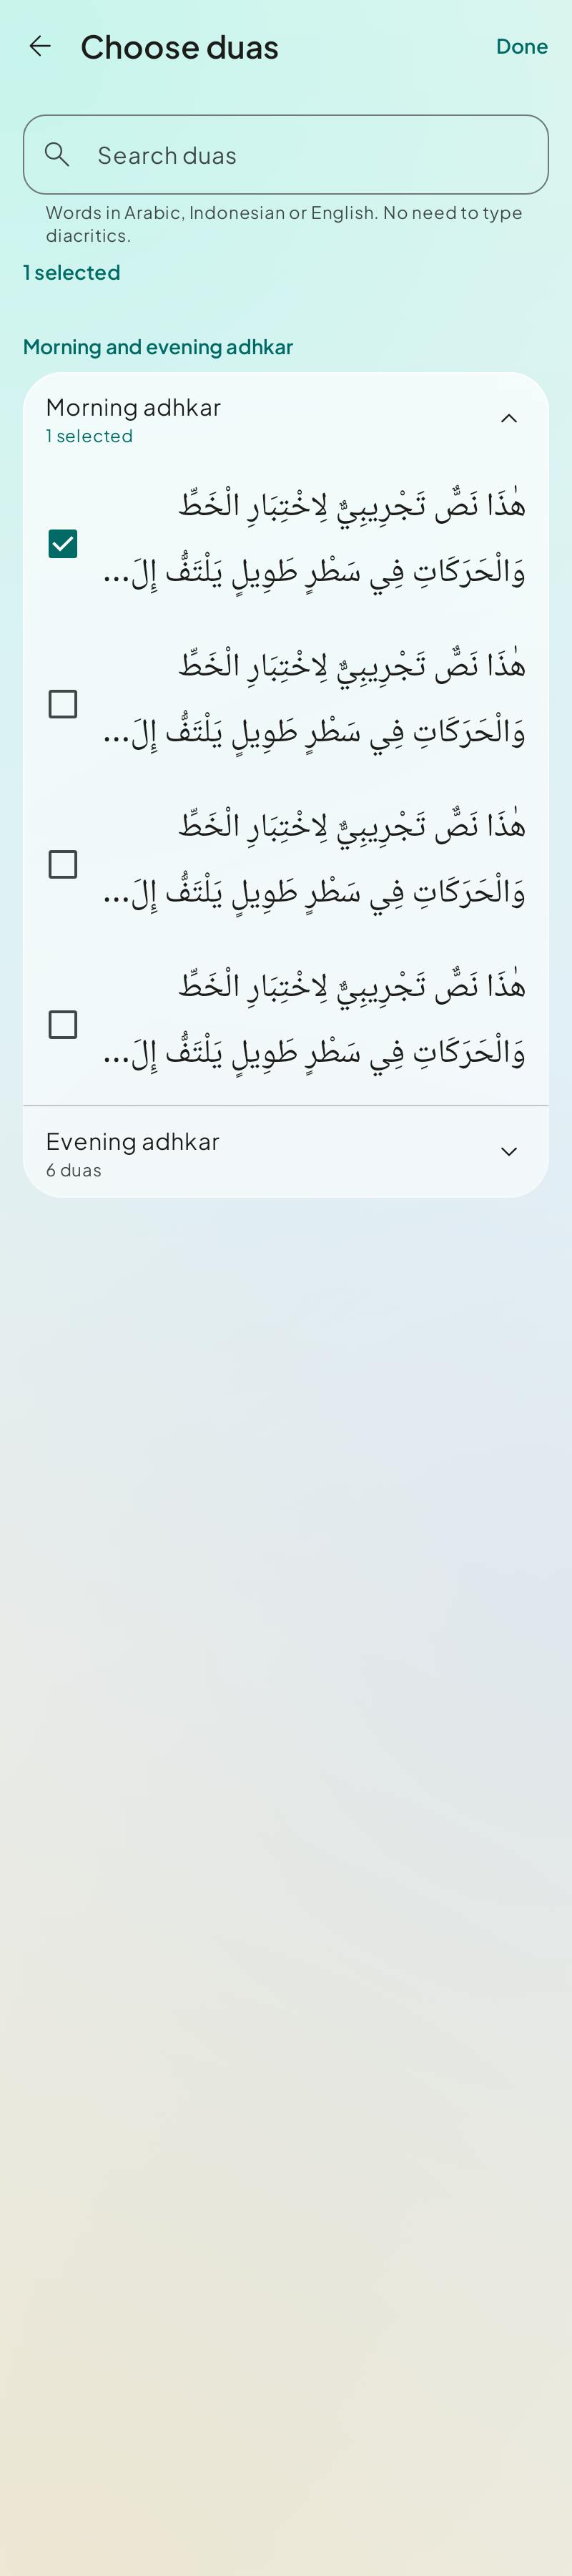 Choose duas
Done
Search duas
Words in Arabic, Indonesian or English. No need to type
diacritics.
1 selected
Morning and evening adhkar
Morning adhkar
1 selected
هٰذَا نَصٌّ تَجْرِيبِيٌّ لِاخْتِبَارِ الْخَطِّ
وَالْحَرَكَاتِ فِي سَطْرٍ طَوِيلٍ يَلْتَفُّ إِلَ...
هٰذَا نَصٌّ تَجْرِيبِيٌّ لِاخْتِبَارِ الْخَطِّ
وَالْحَرَكَاتِ فِي سَطْرٍ طَوِيلٍ يَلْتَفُّ إِلَ...
هٰذَا نَصٌّ تَجْرِيبِيٌّ لِاخْتِبَارِ الْخَطِّ
وَالْحَرَكَاتِ فِي سَطْرٍ طَوِيلٍ يَلْتَفُّ إِلَ...
هٰذَا نَصٌّ تَجْرِيبِيٌّ لِاخْتِبَارِ الْخَطِّ
وَالْحَرَكَاتِ فِي سَطْرٍ طَوِيلٍ يَلْتَفُّ إِلَ...
Evening adhkar
6 duas